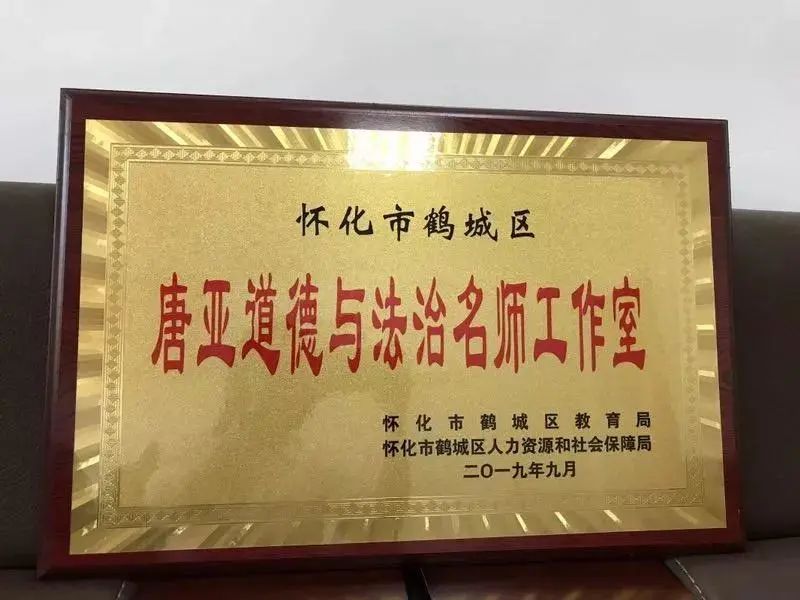 怀化市鹤城区
唐亚道德与法治名师工作室
怀化市鹤城区教育局
怀化市鹤城区人力资源和社会保障局
二〇一九年九月